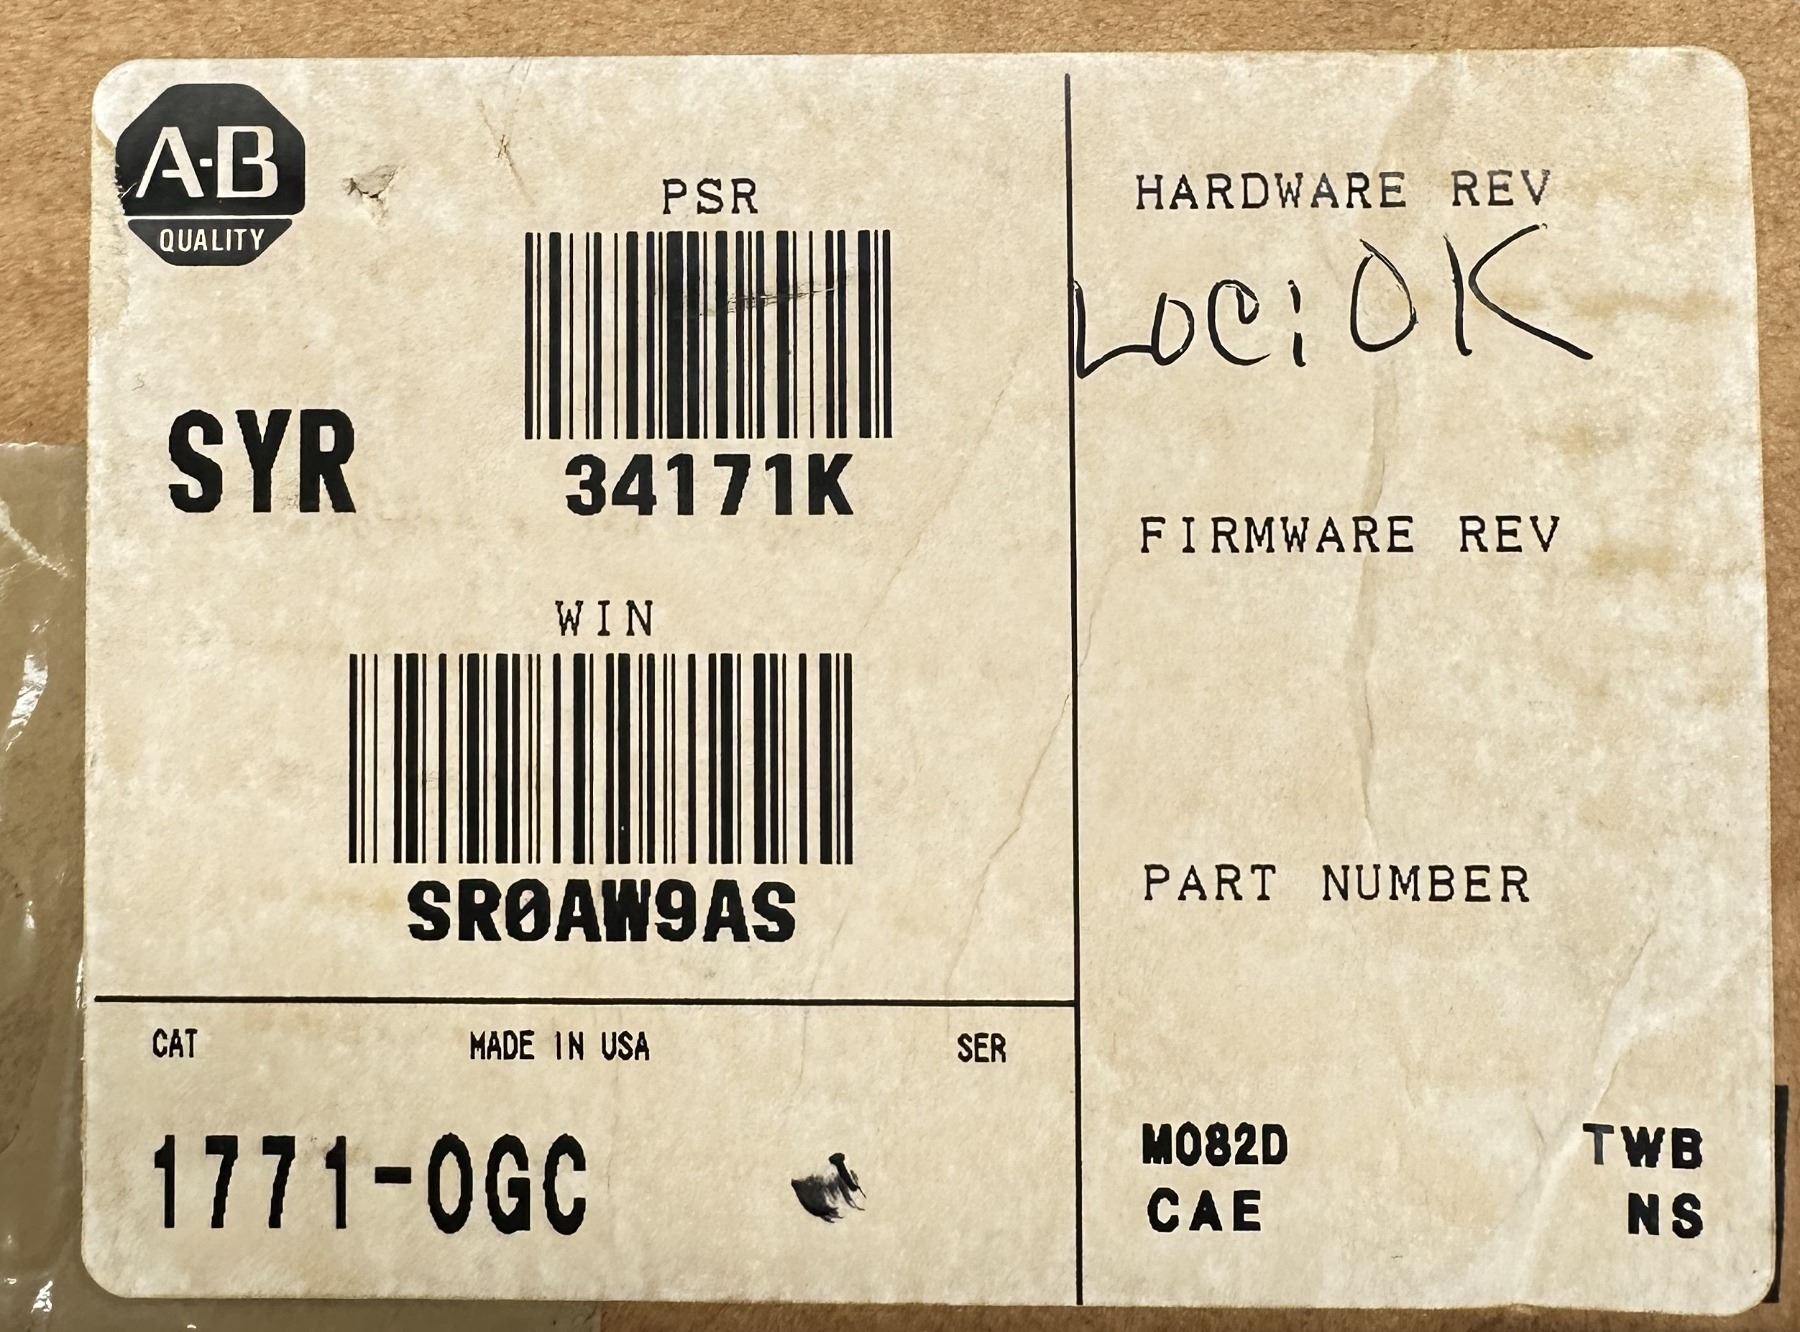 A-B
QUALITY
PSR
SYR
34171K
WIN
SR0AW9AS
CAT MADE IN USA SER
1771-OGC
HARDWARE REV
LOC: OK
FIRMWARE REV
PART NUMBER
M082D TWB
CAE NS